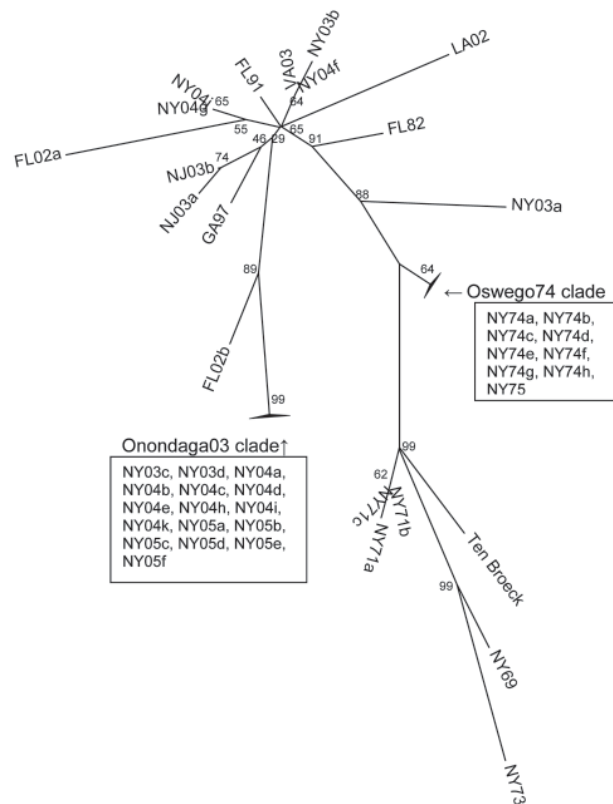 NY03b
VA03
NY04f
LA02
FL91
64
NY04j
65
NY04g
55
65
FL82
91
46
29
FL02a
74
NJ03b
NJ03a
GA97
88
NY03a
89
64
← Oswego74 clade
NY74a, NY74b,
NY74c, NY74d,
NY74e, NY74f,
NY74g, NY74h,
NY75
FL02b
99
Onondaga03 clade↑
NY03c, NY03d, NY04a,
NY04b, NY04c, NY04d,
NY04e, NY04h, NY04i,
NY04k, NY05a, NY05b,
NY05c, NY05d, NY05e,
NY05f
99
62
NY71c
NY71b
NY71a
Ten Broeck
99
NY69
NY73